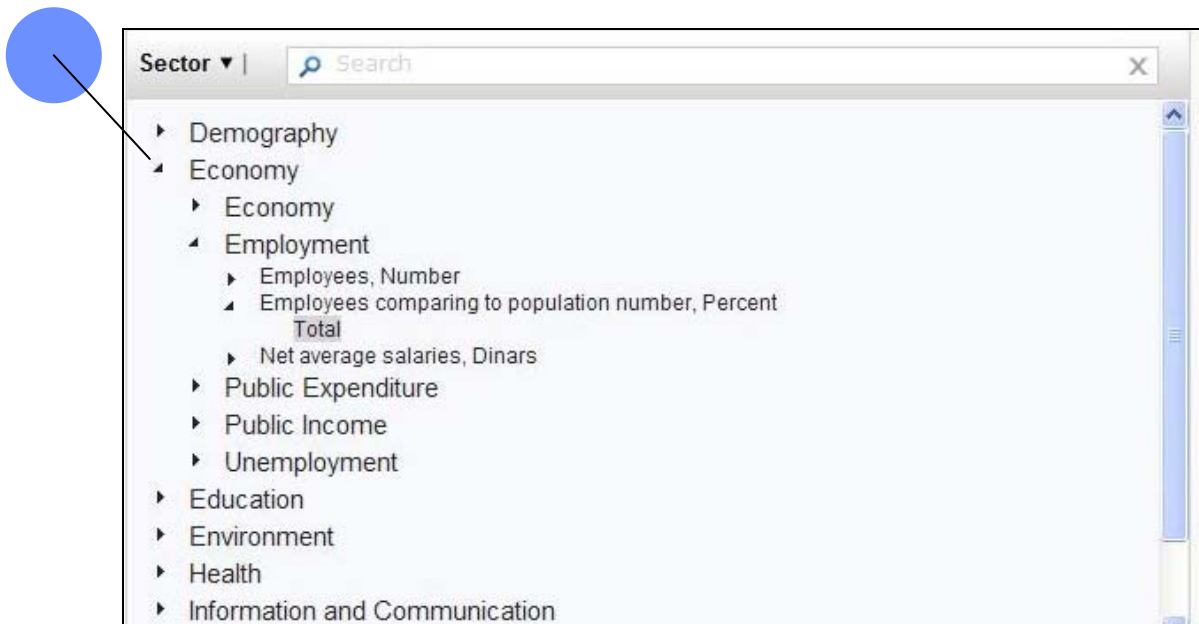 Sector ▼ |
Search X
Demography
Economy
Economy
Employment
Employees, Number
Employees comparing to population number, Percent
Total
Net average salaries, Dinars
Public Expenditure
Public Income
Unemployment
Education
Environment
Health
Information and Communication